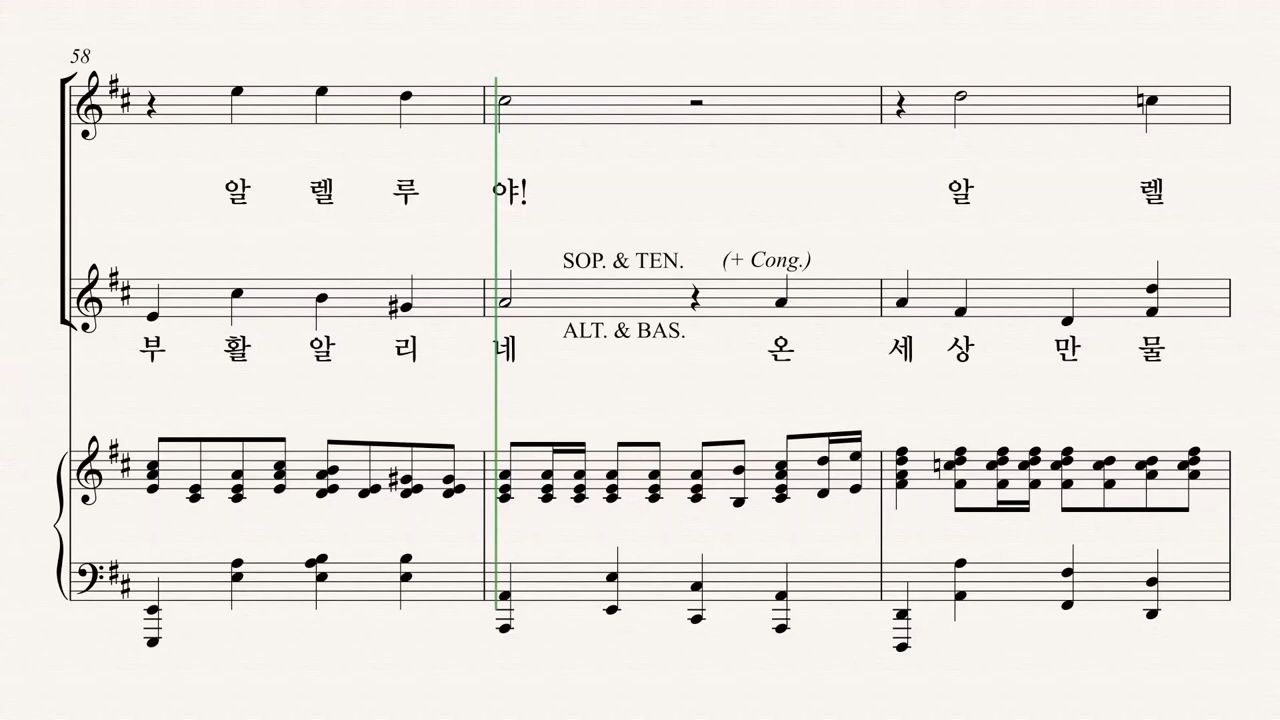 58
알 렐 루 야! 알 렐
SOP. & TEN. (+ Cong.)
ALT. & BAS.
부 활 알 리 네 온 세 상 만 물